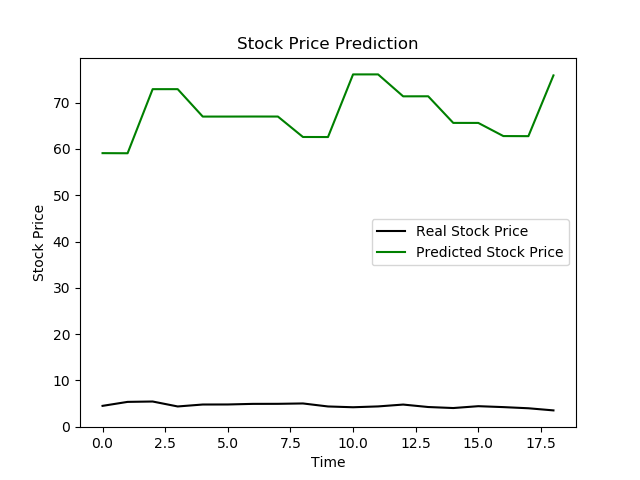 Stock Price Prediction
Stock Price
70
60
50
40
30
20
10
0
Real Stock Price
Predicted Stock Price
0.0 2.5 5.0 7.5 10.0 12.5 15.0 17.5
Time